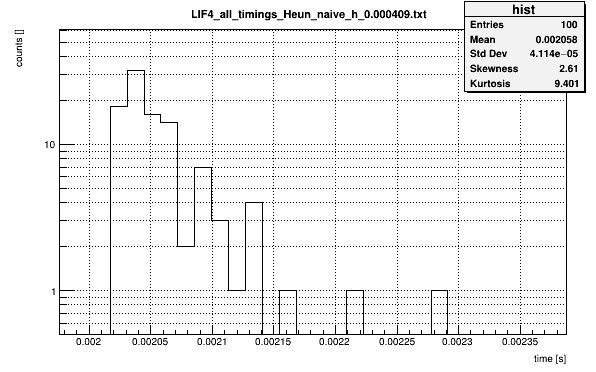 LIF4_all_timings_Heun_naive_h_0.000409.txt
hist
Entries 100
Mean 0.002058
Std Dev 4.114e−05
Skewness 2.61
Kurtosis 9.401
counts []
10
1
0.002 0.00205 0.0021 0.00215 0.0022 0.00225 0.0023 0.00235
time [s]